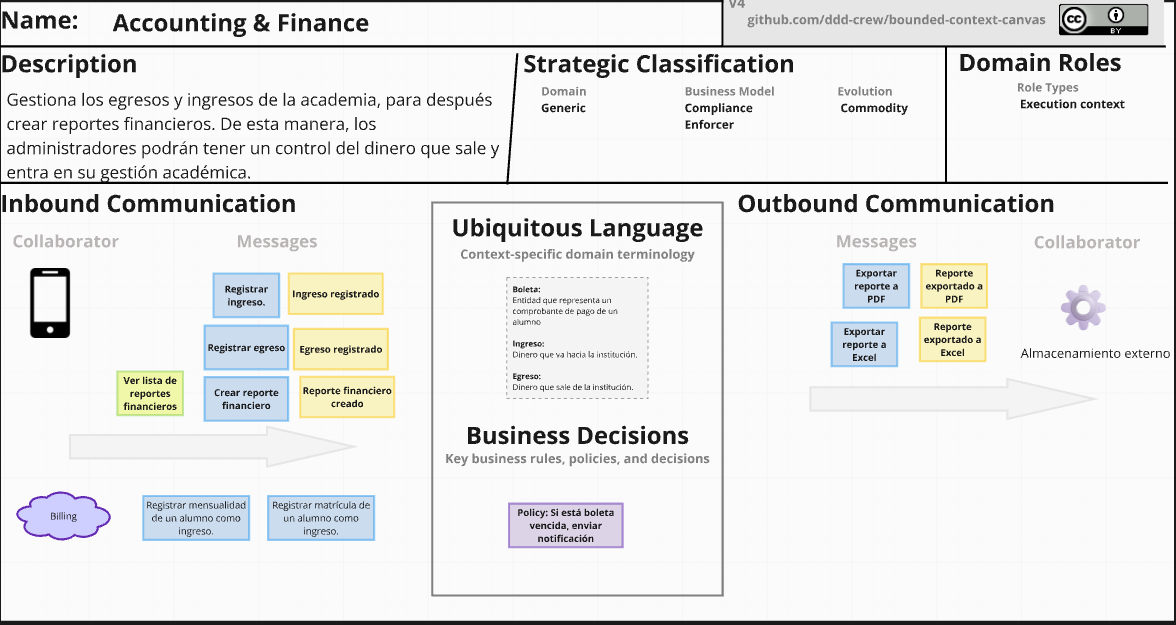 V4
github.com/ddd-crew/bounded-context-canvas
cc
BY
Name: Accounting & Finance
Description
Gestiona los egresos y ingresos de la academia, para después
crear reportes financieros. De esta manera, los
administradores podrán tener un control del dinero que sale y
entra en su gestión académica.
Strategic Classification
Domain
Generic
Business Model
Compliance
Enforcer
Evolution
Commodity
Domain Roles
Role Types
Execution context
Inbound Communication
Collaborator
Messages
Registrar
ingreso.
Ingreso registrado
Registrar egreso
Egreso registrado
Ver lista de
reportes
financieros
Crear reporte
financiero
Reporte financiero
creado
Billing
Registrar mensualidad
de un alumno como
ingreso.
Registrar matrícula de
un alumno como
ingreso.
Ubiquitous Language
Context-specific domain terminology
Boleta:
Entidad que representa un
comprobante de pago de un
alumno
Ingreso:
Dinero que va hacia la institución.
Egreso:
Dinero que sale de la institución.
Business Decisions
Key business rules, policies, and decisions
Policy: Si está boleta
vencida, enviar
notificación
Outbound Communication
Messages
Collaborator
Exportar
reporte a
PDF
Reporte
exportado a
PDF
Exportar
reporte a
Excel
Reporte
exportado a
Excel
Almacenamiento externo